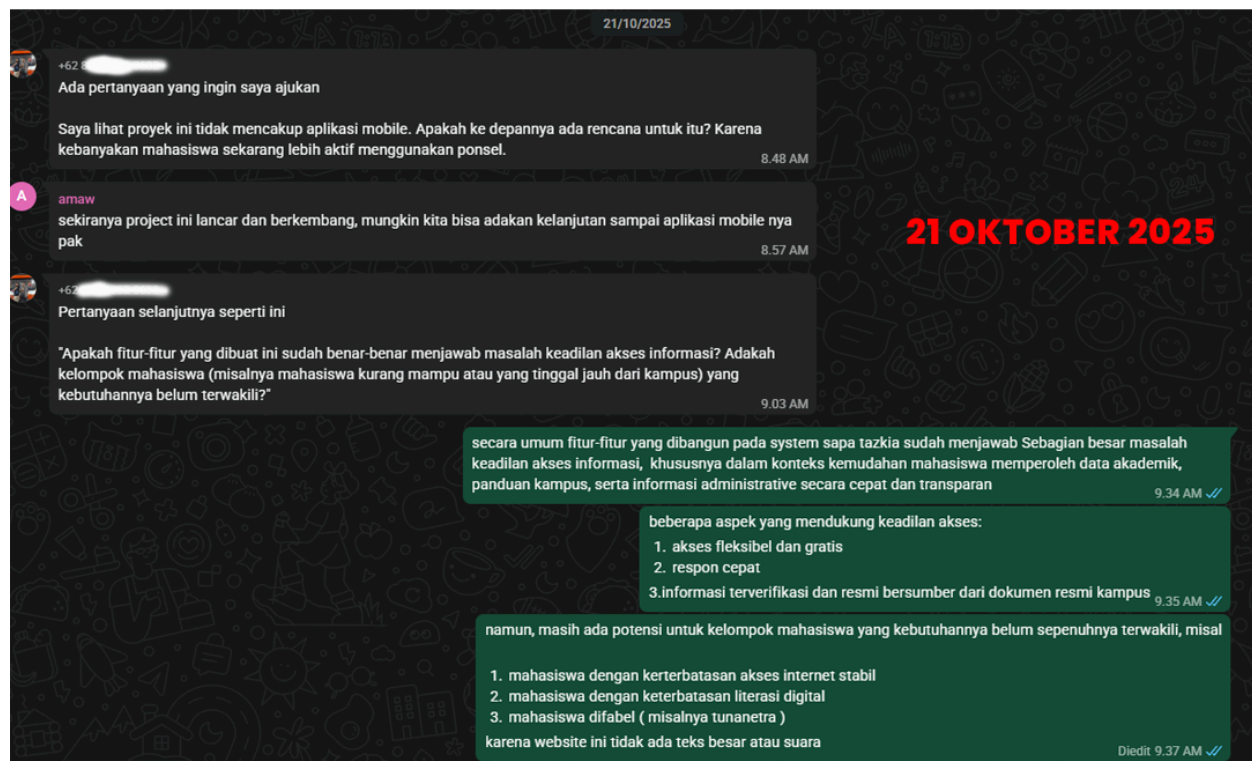 21/10/2025
+62
Ada pertanyaan yang ingin saya ajukan
Saya lihat proyek ini tidak mencakup aplikasi mobile. Apakah ke depannya ada rencana untuk itu? Karena
kebanyakan mahasiswa sekarang lebih aktif menggunakan ponsel.
8.48 AM
A
amaw
sekiranya project ini lancar dan berkembang, mungkin kita bisa adakan kelanjutan sampai aplikasi mobile nya
pak
8.57 AM
21 OKTOBER 2025
+62
Pertanyaan selanjutnya seperti ini
"Apakah fitur-fitur yang dibuat ini sudah benar-benar menjawab masalah keadilan akses informasi? Adakah
kelompok mahasiswa (misalnya mahasiswa kurang mampu atau yang tinggal jauh dari kampus) yang
kebutuhannya belum terwakili?"
9.03 AM
secara umum fitur-fitur yang dibangun pada system sapa tazkia sudah menjawab Sebagian besar masalah
keadilan akses informasi, khususnya dalam konteks kemudahan mahasiswa memperoleh data akademik,
panduan kampus, serta informasi administrative secara cepat dan transparan
9.34 AM
beberapa aspek yang mendukung keadilan akses:
1. akses fleksibel dan gratis
2. respon cepat
3.informasi terverifikasi dan resmi bersumber dari dokumen resmi kampus
9.35 AM
namun, masih ada potensi untuk kelompok mahasiswa yang kebutuhannya belum sepenuhnya terwakili, misal
1. mahasiswa dengan kerterbatasan akses internet stabil
2. mahasiswa dengan keterbatasan literasi digital
3. mahasiswa difabel ( misalnya tunanetra )
karena website ini tidak ada teks besar atau suara
Diedit 9.37 AM